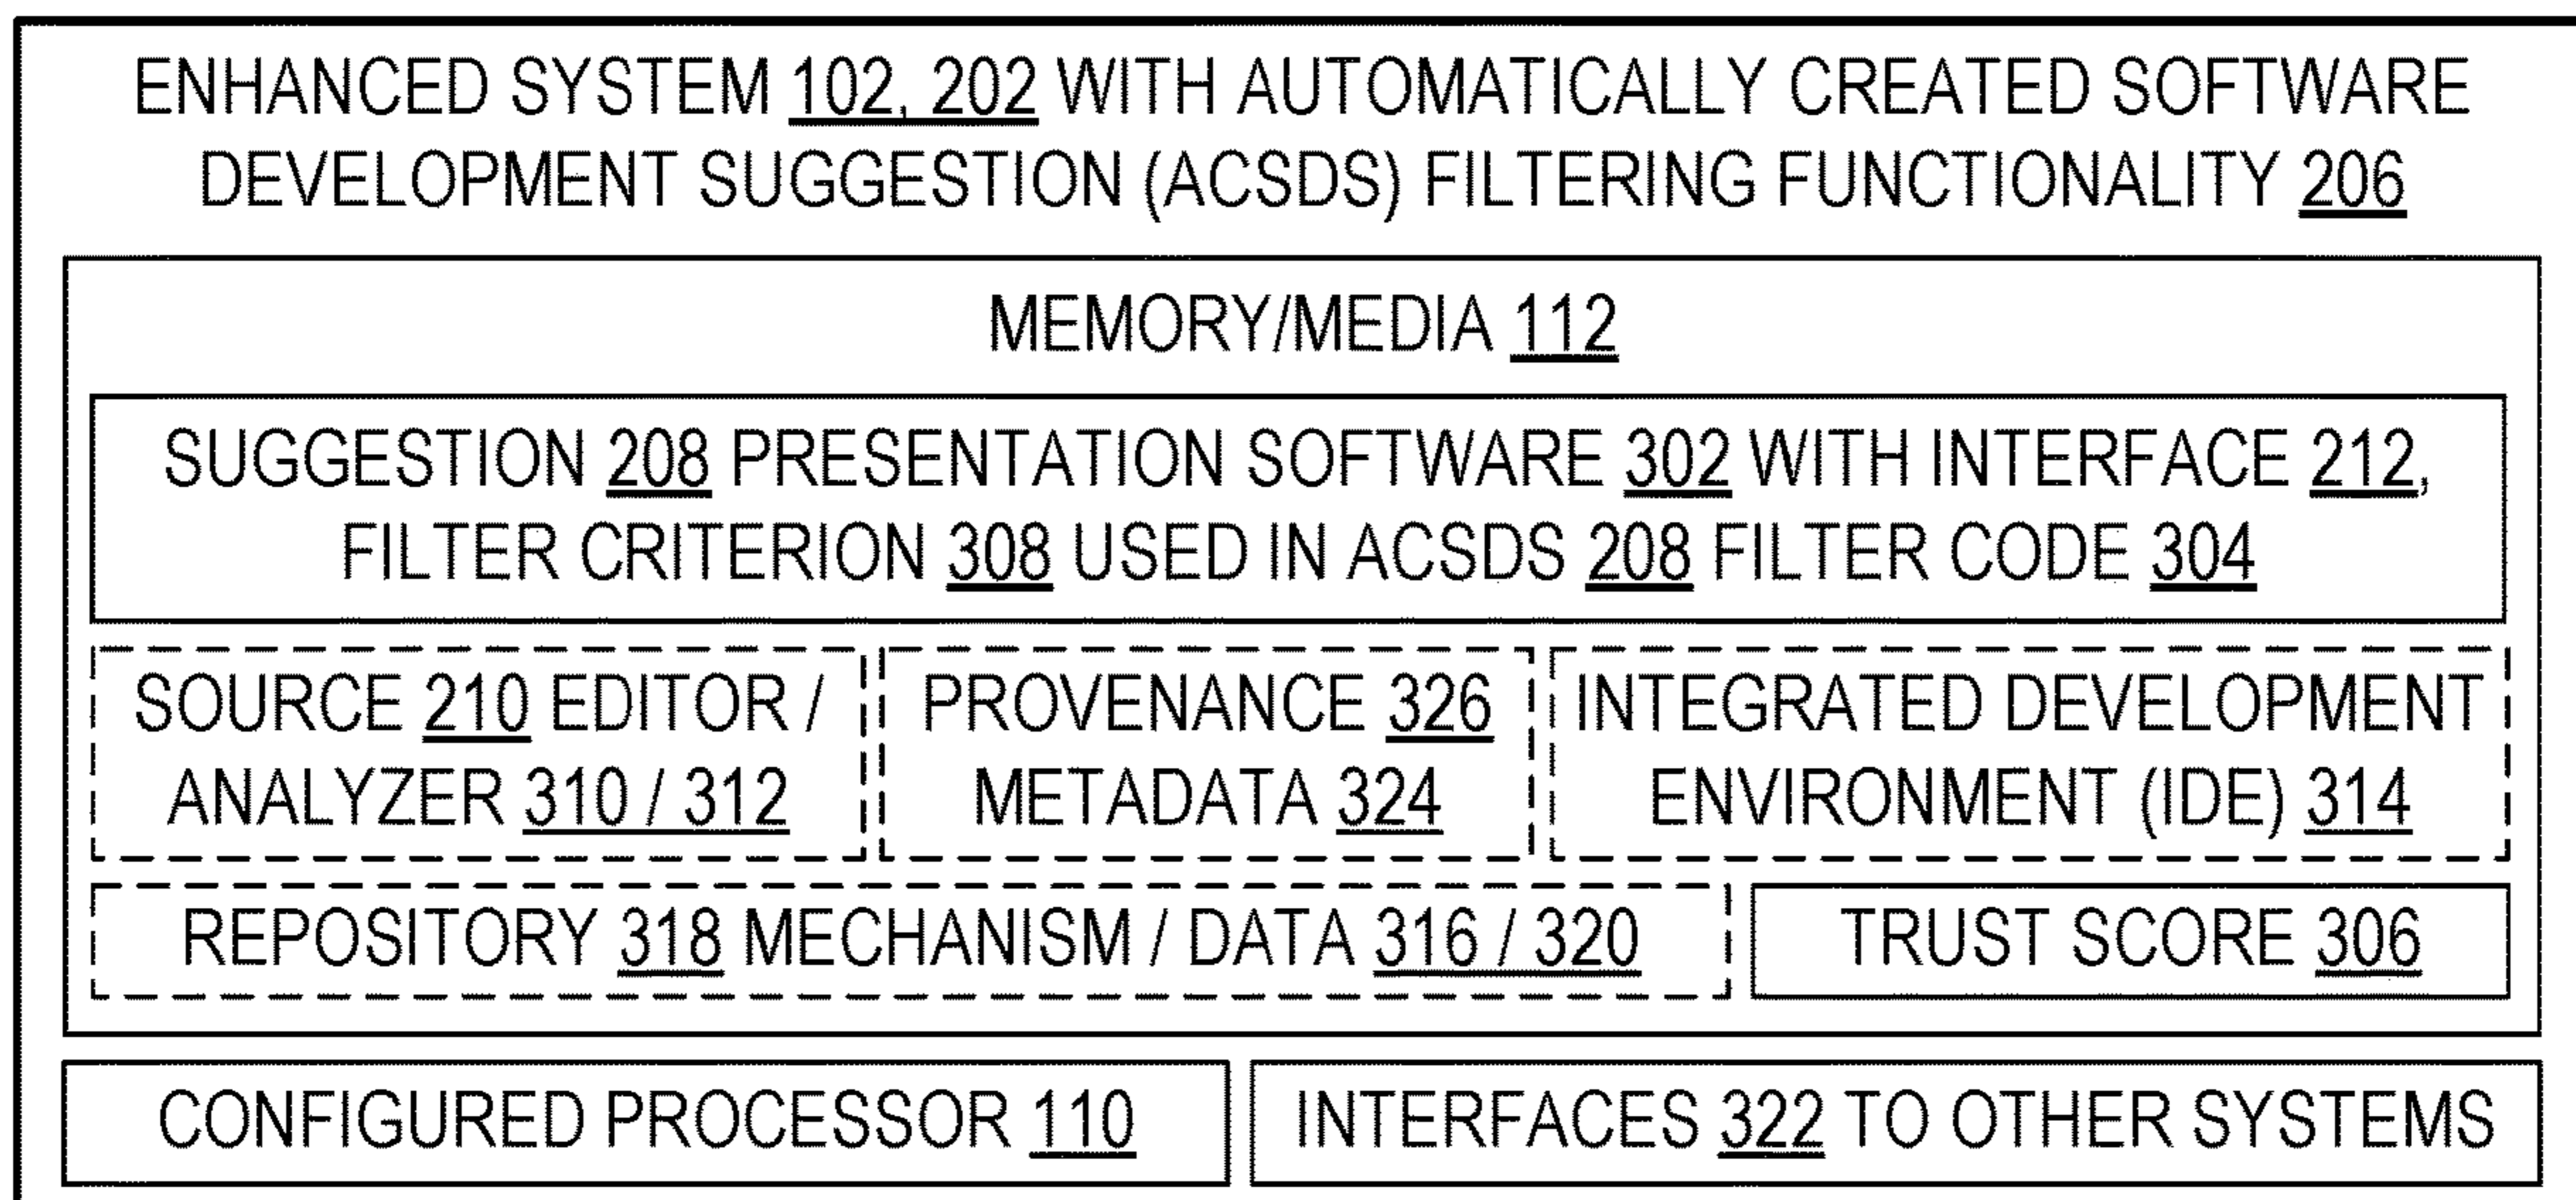 ENHANCED SYSTEM 102, 202 WITH AUTOMATICALLY CREATED SOFTWARE
DEVELOPMENT SUGGESTION (ACSDS) FILTERING FUNCTIONALITY 206
MEMORY/MEDIA 112
SUGGESTION 208 PRESENTATION SOFTWARE 302 WITH INTERFACE 212,
FILTER CRITERION 308 USED IN ACSDS 208 FILTER CODE 304
SOURCE 210 EDITOR /
ANALYZER 310 / 312
PROVENANCE 326
METADATA 324
INTEGRATED DEVELOPMENT
ENVIRONMENT (IDE) 314
REPOSITORY 318 MECHANISM / DATA 316 / 320
TRUST SCORE 306
CONFIGURED PROCESSOR 110
INTERFACES 322 TO OTHER SYSTEMS